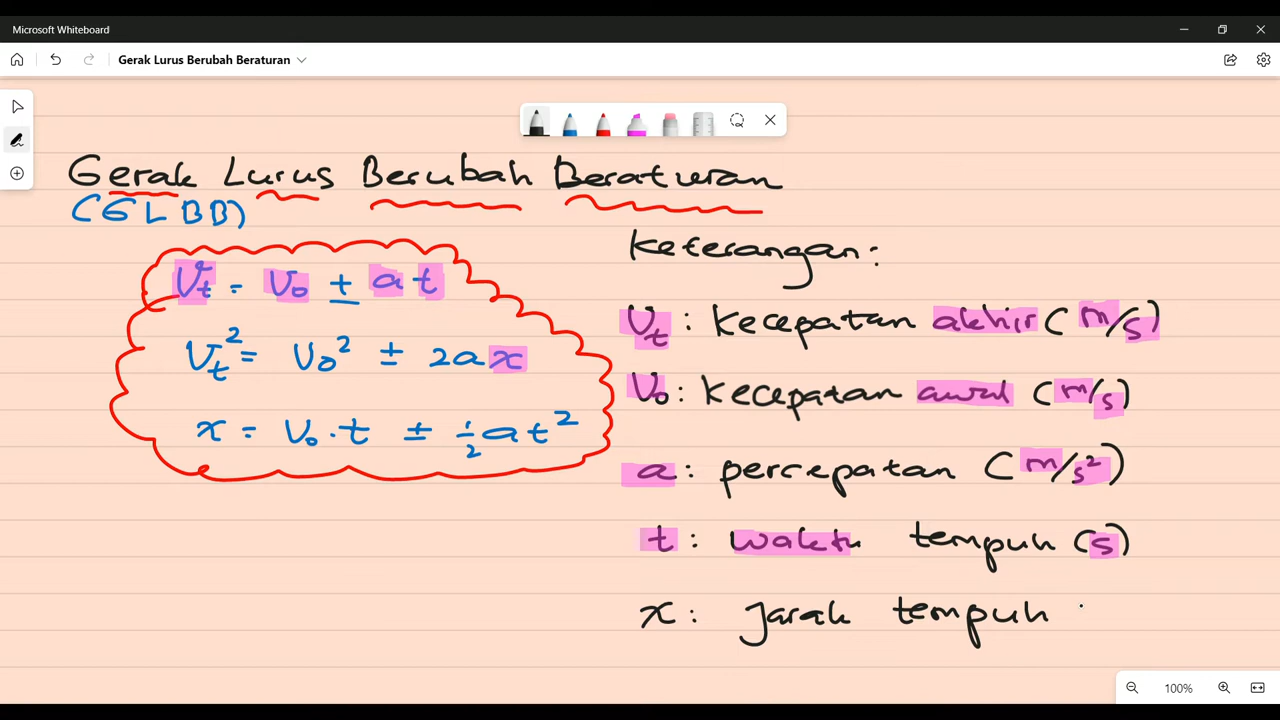 Microsoft Whiteboard
Gerak Lurus Berubah Beraturan
Gerak Lurus Berubah Beraturan
(GLBB)
Vt = V0 ± at
Vt² = V0² ± 2ax
x = V0 . t ± ½at²
Keterangan:
Vt : Kecepatan akhir (m/s)
V0 : Kecepatan awal (m/s)
a : percepatan (m/s²)
t : waktu tempuh (s)
x : Jarak tempuh
100%